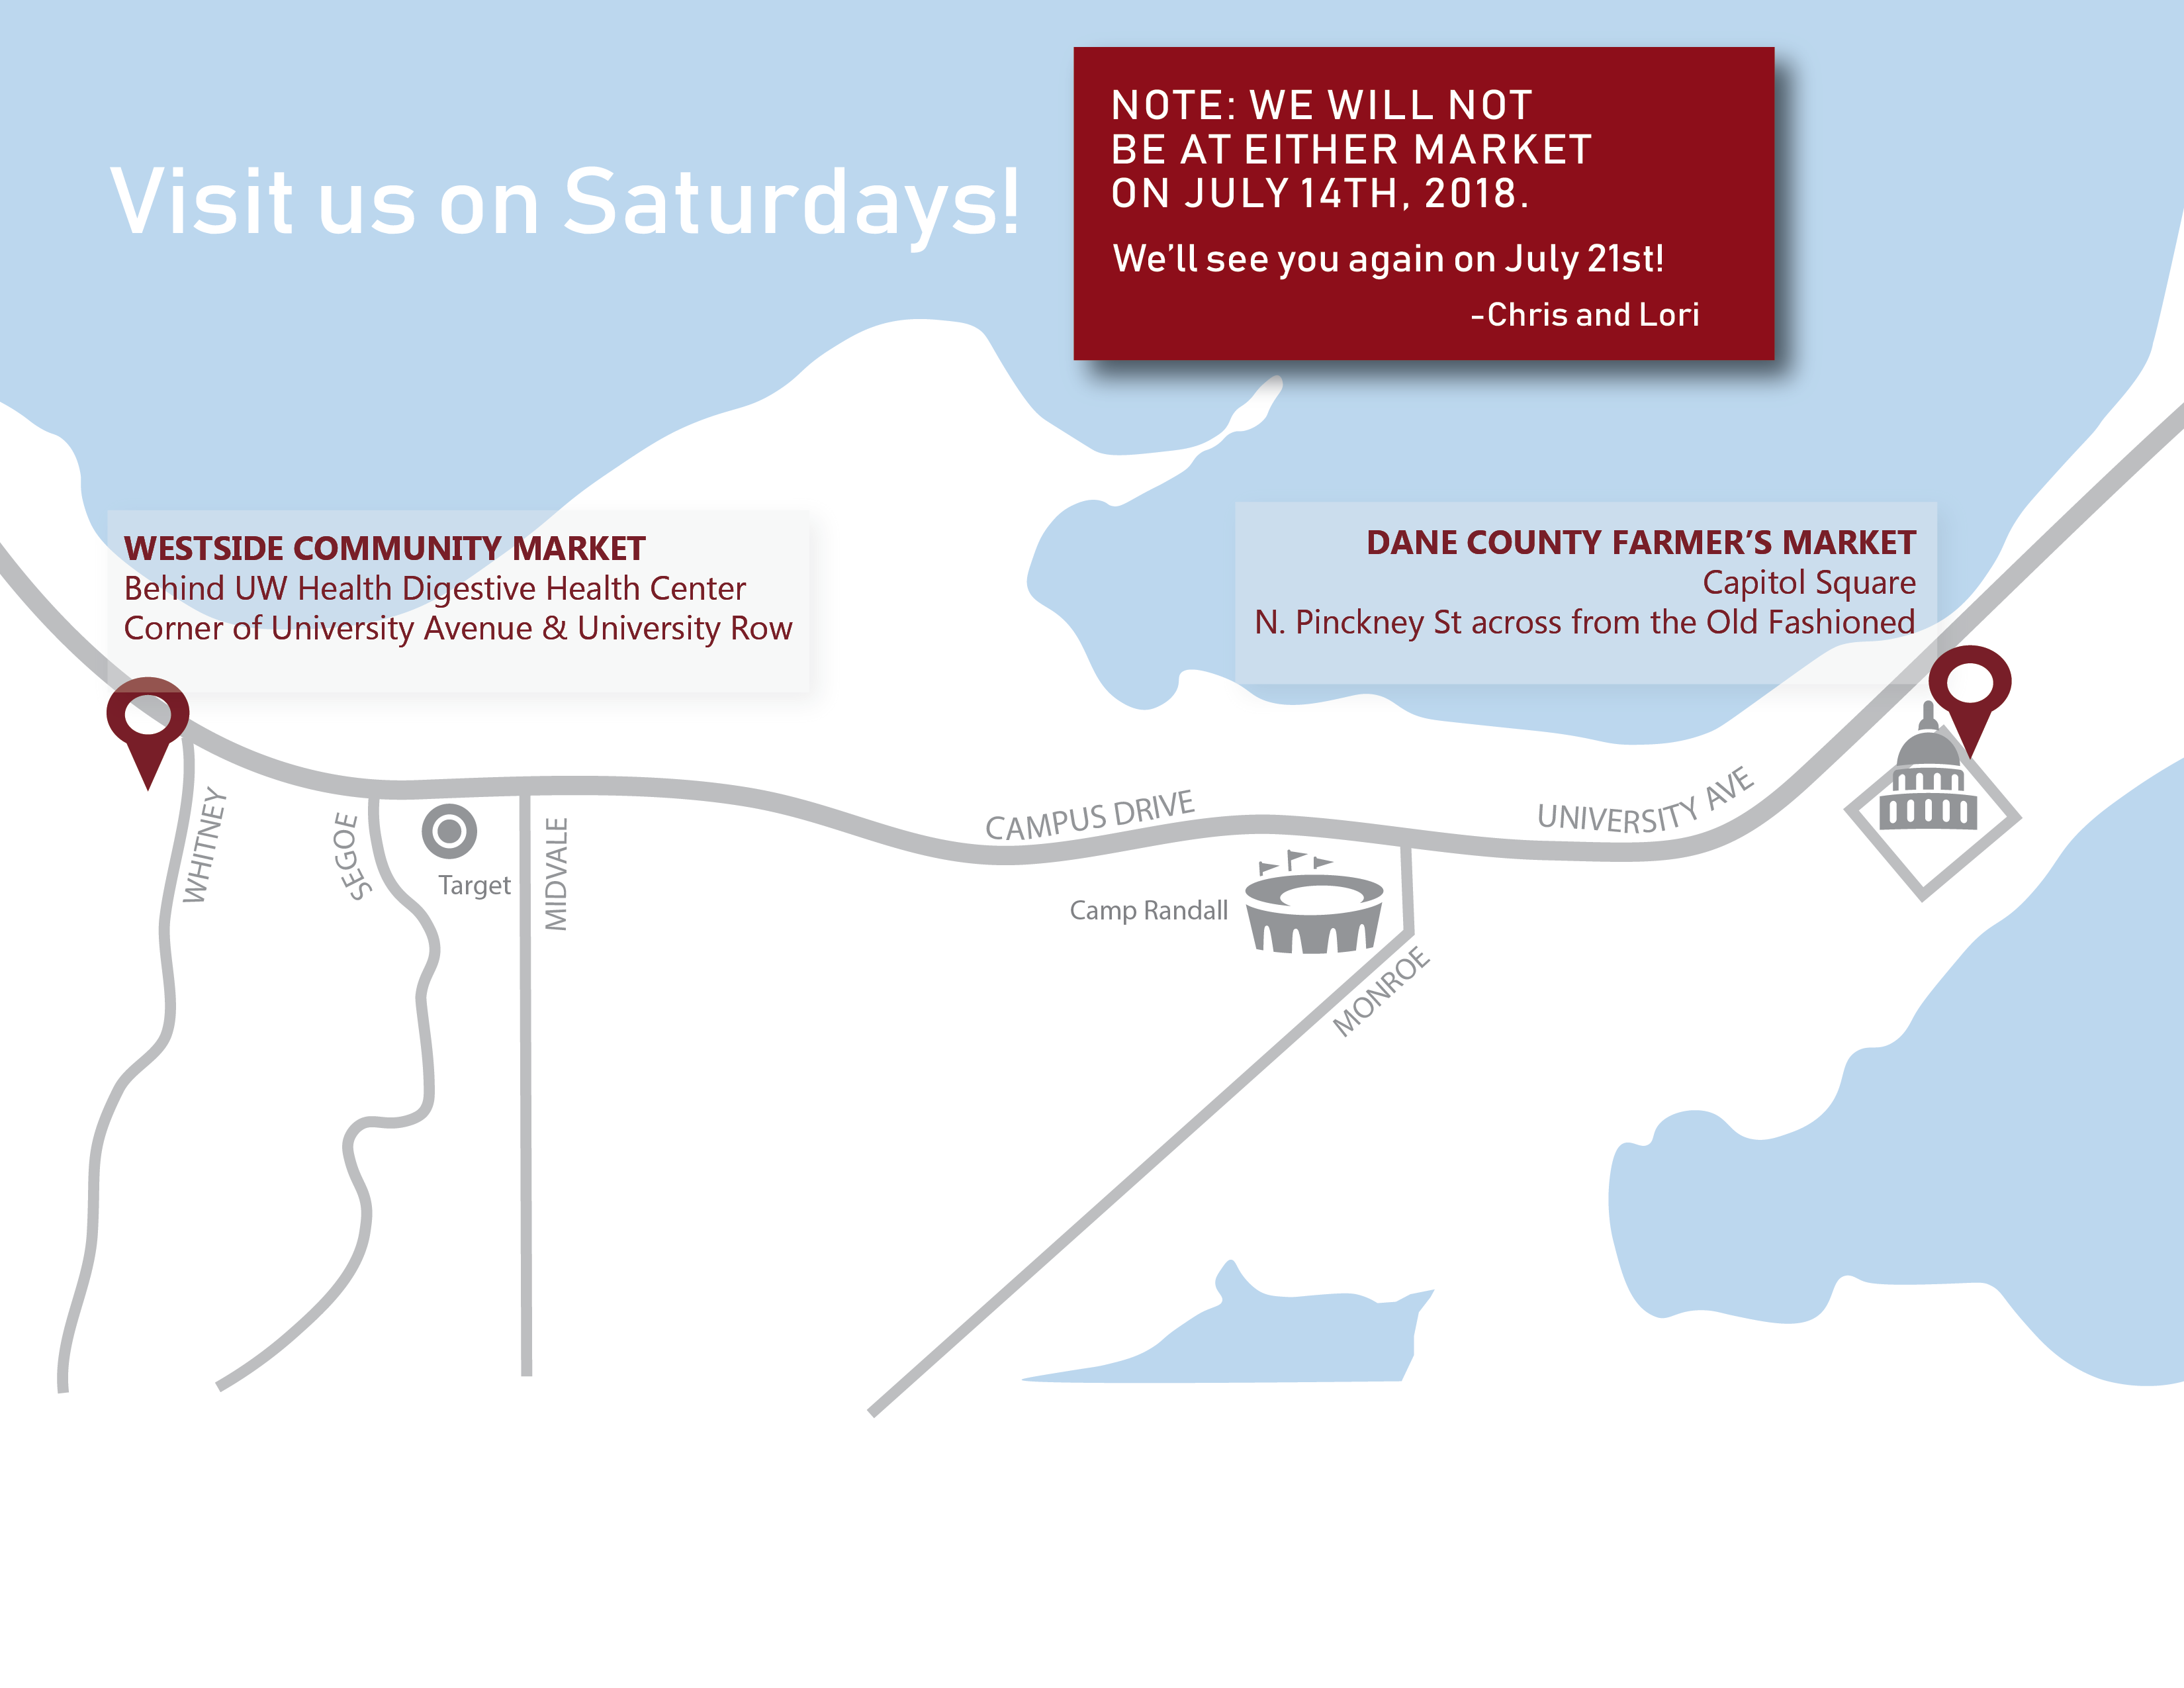 Visit us on Saturdays!
NOTE: WE WILL NOT
BE AT EITHER MARKET
ON JULY 14TH, 2018.
We'll see you again on July 21st!
-Chris and Lori
WESTSIDE COMMUNITY MARKET
Behind UW Health Digestive Health Center
Corner of University Avenue & University Row
DANE COUNTY FARMER'S MARKET
Capitol Square
N. Pinckney St across from the Old Fashioned
WHITNEY
SEGOE
Target
MIDVALE
CAMPUS DRIVE
UNIVERSITY AVE
Camp Randall
MONROE